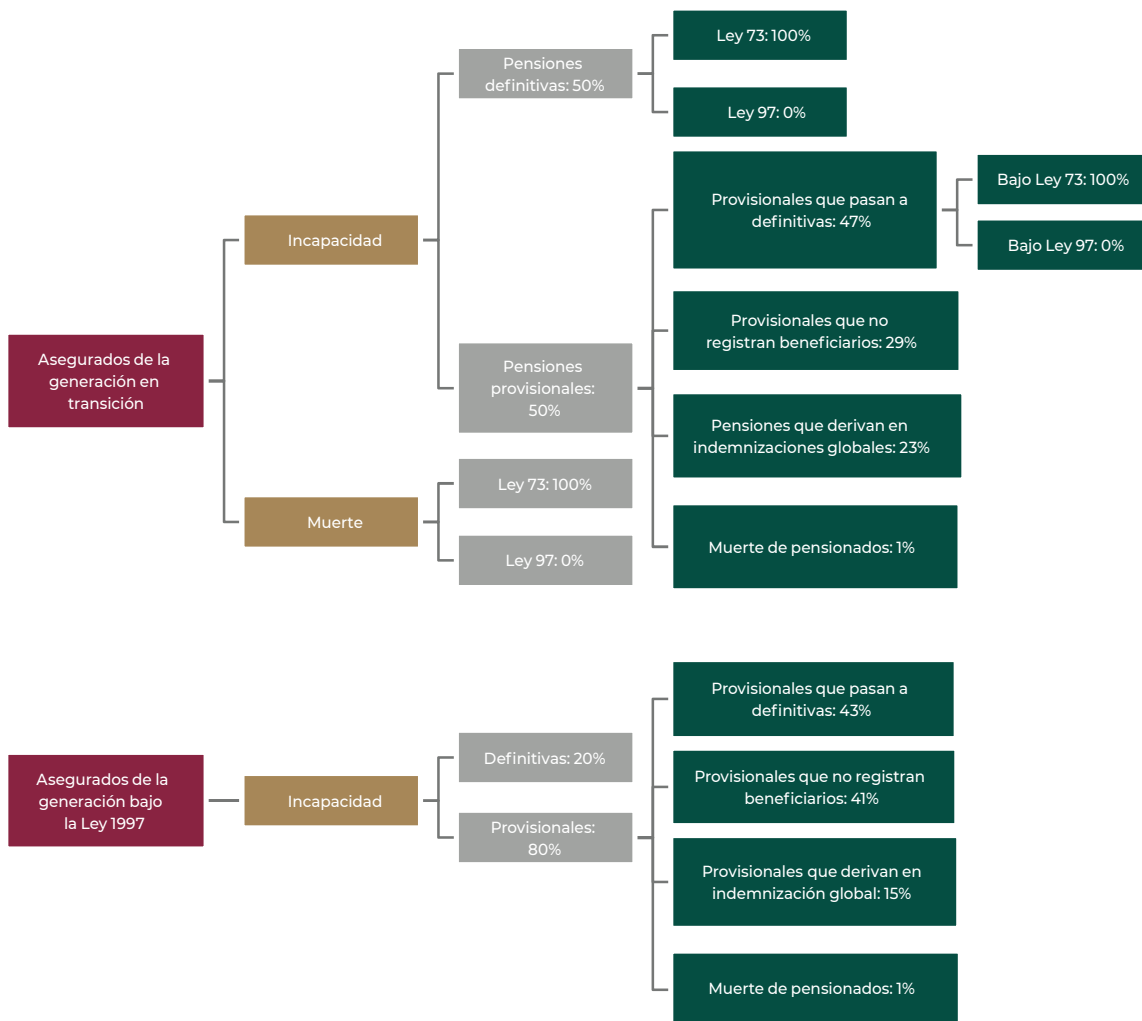 Asegurados de la
generación en
transición
Incapacidad
Pensiones
definitivas: 50%
Ley 73: 100%
Ley 97: 0%
Pensiones
provisionales:
50%
Provisionales que pasan a
definitivas: 47%
Bajo Ley 73: 100%
Bajo Ley 97: 0%
Provisionales que no
registran beneficiarios: 29%
Pensiones que derivan en
indemnizaciones globales: 23%
Muerte de pensionados: 1%
Muerte
Ley 73: 100%
Ley 97: 0%
Asegurados de la
generación bajo
la Ley 1997
Incapacidad
Definitivas: 20%
Provisionales:
80%
Provisionales que pasan a
definitivas: 43%
Provisionales que no registran
beneficiarios: 41%
Provisionales que derivan en
indemnización global: 15%
Muerte de pensionados: 1%